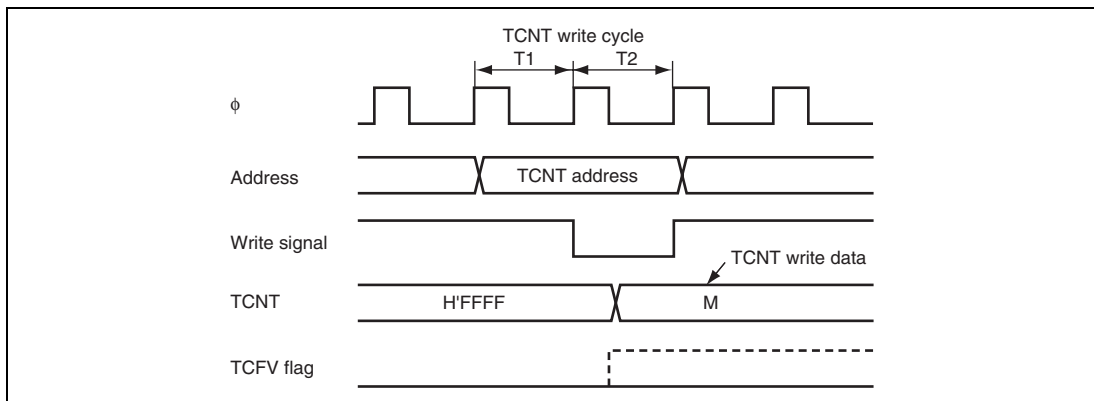 TCNT write cycle
T1 T2
ϕ
Address
TCNT address
Write signal
TCNT write data
TCNT
H'FFFF
M
TCFV flag